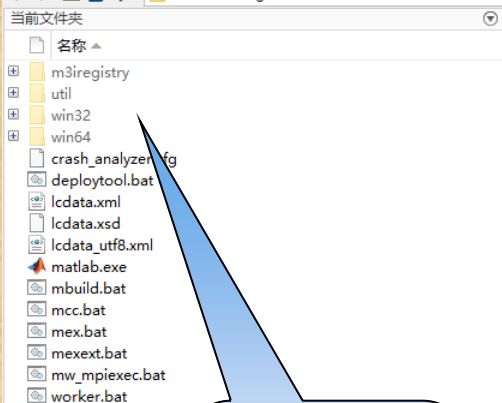 当前文件夹
名称
m3iregistry
util
win32
win64
crash_analyzer.cfg
deploytool.bat
lcdata.xml
lcdata.xsd
lcdata_utf8.xml
matlab.exe
mbuild.bat
mcc.bat
mex.bat
mexext.bat
mw_mpiexec.bat
worker.bat